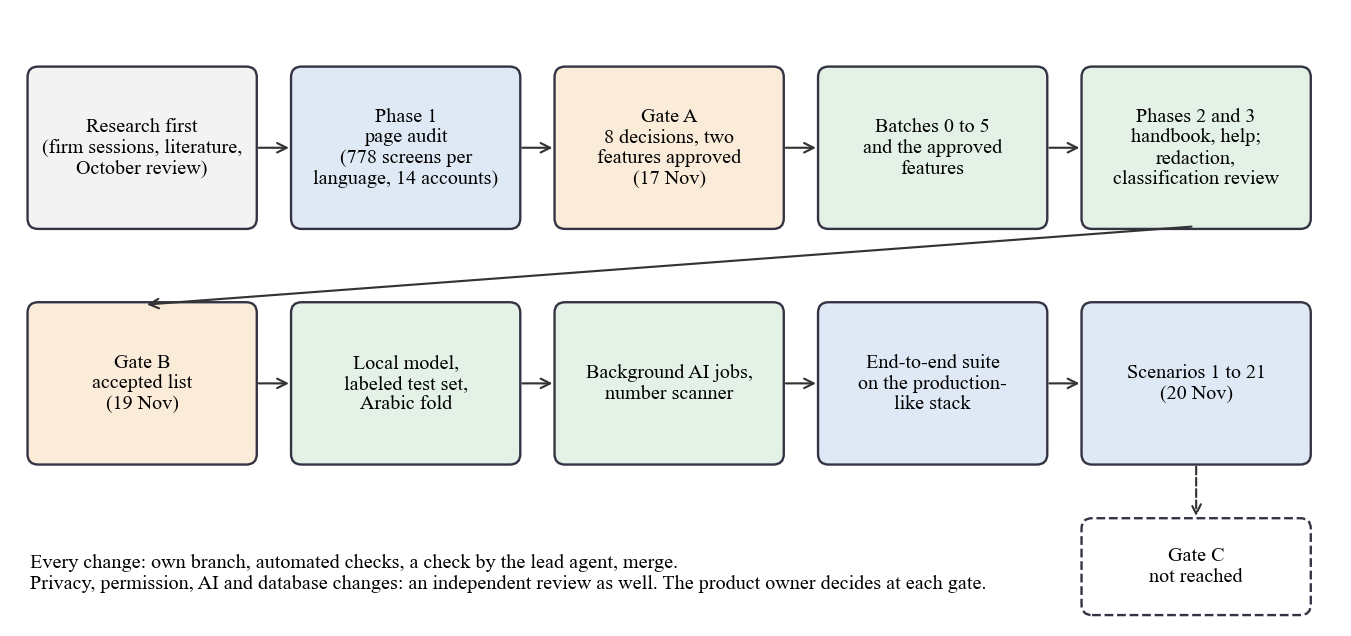 Research first
(firm sessions, literature,
October review)
Phase 1
page audit
(778 screens per
language, 14 accounts)
Gate A
8 decisions, two
features approved
(17 Nov)
Batches 0 to 5
and the approved
features
Phases 2 and 3
handbook, help;
redaction,
classification review
Gate B
accepted list
(19 Nov)
Local model,
labeled test set,
Arabic fold
Background AI jobs,
number scanner
End-to-end suite
on the production-
like stack
Scenarios 1 to 21
(20 Nov)
Gate C
not reached
Every change: own branch, automated checks, a check by the lead agent, merge.
Privacy, permission, AI and database changes: an independent review as well. The product owner decides at each gate.